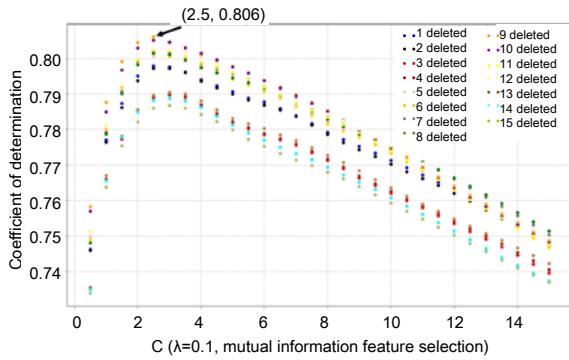 (2.5, 0.806)
1 deleted
2 deleted
3 deleted
4 deleted
5 deleted
6 deleted
7 deleted
8 deleted
9 deleted
10 deleted
11 deleted
12 deleted
13 deleted
14 deleted
15 deleted
Coefficient of determination
0.80
0.79
0.78
0.77
0.76
0.75
0.74
0 2 4 6 8 10 12 14
C (λ=0.1, mutual information feature selection)